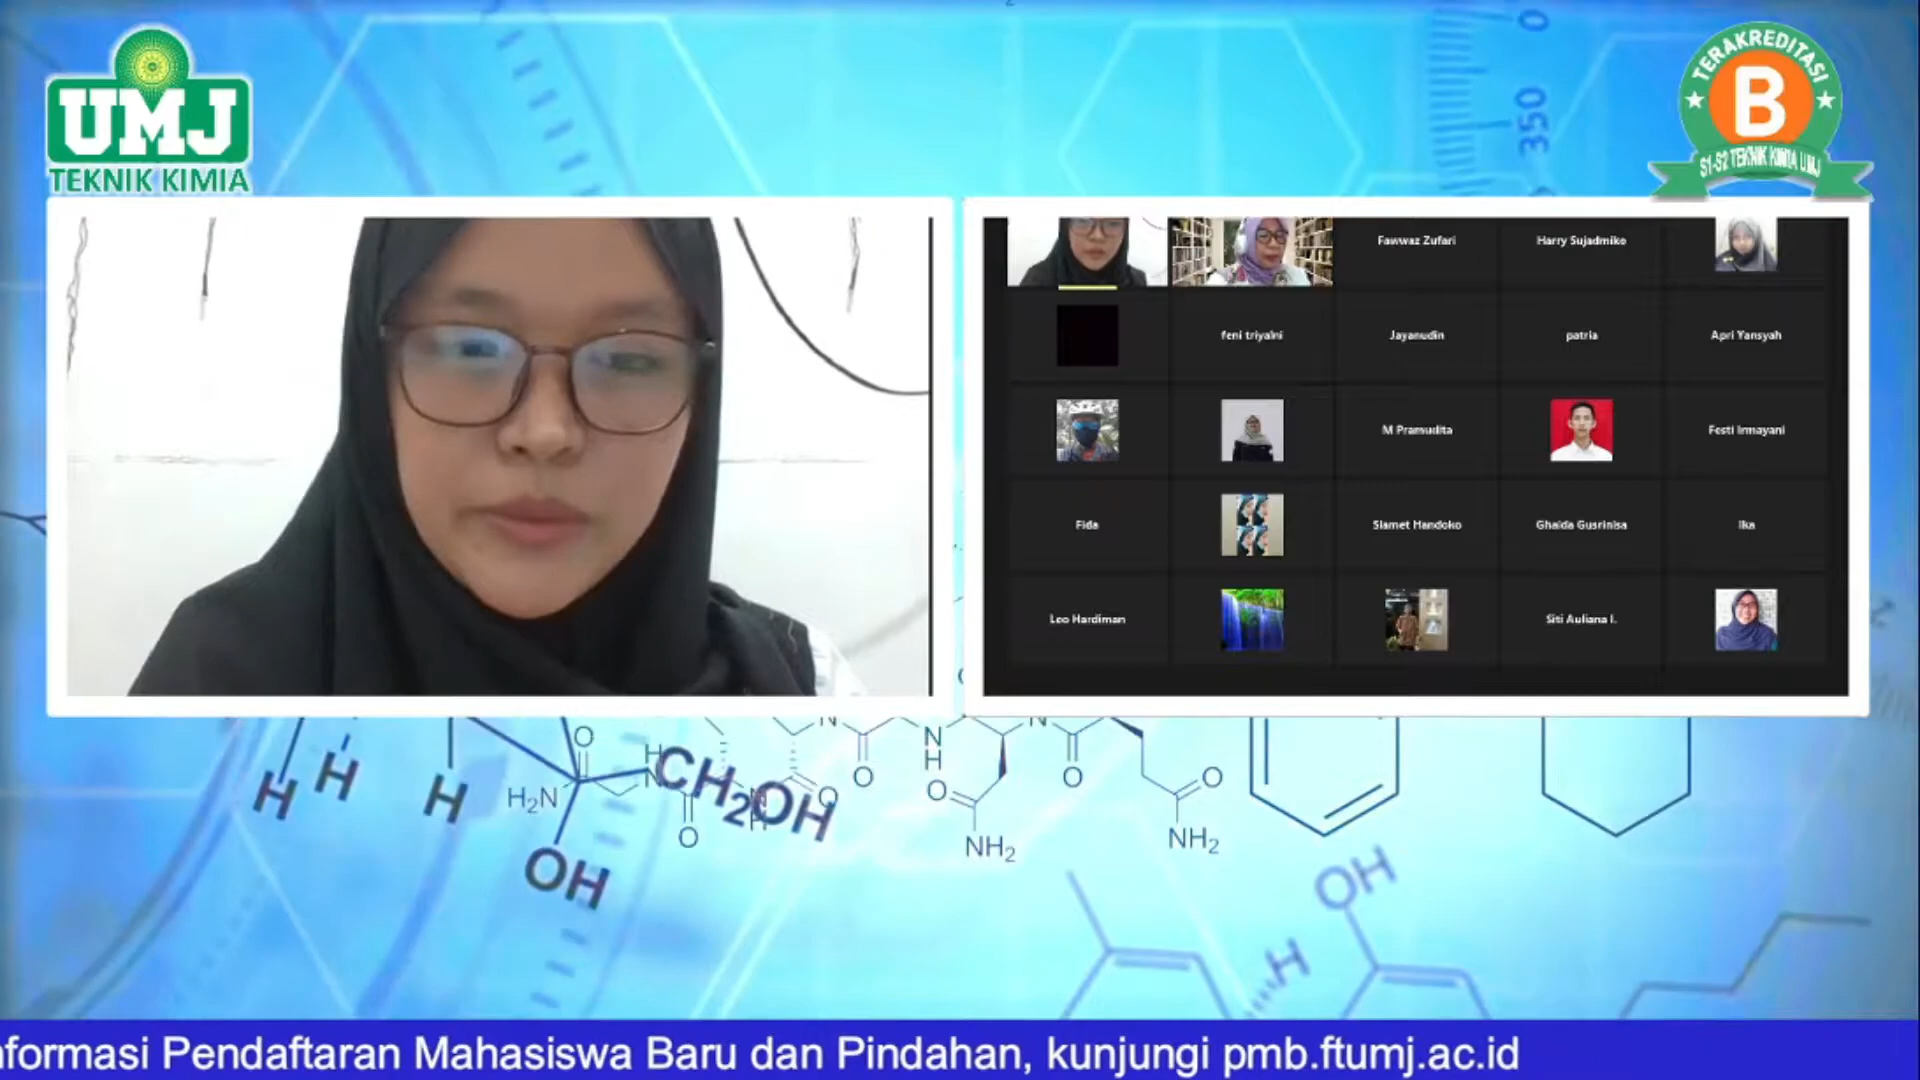 UMJ
TEKNIK KIMIA
TERAKREDITASI
B
S1-S2 TEKNIK KIMIA UMJ
0
350
Fawwaz Zufari
Harry Sujadmiko
feni triyalni
Jayanudin
patria
Apri Yansyah
M Pramudita
Festi Irmayani
Fida
Slamet Handoko
Ghaida Gusrinisa
Ika
Leo Hardiman
Siti Auliana I.
H
H
H
H₂N
O
H
CH₂OH
O
O
O
N
H
O
O
O
NH₂
NH₂
OH
OH
H
nformasi Pendaftaran Mahasiswa Baru dan Pindahan, kunjungi pmb.ftumj.ac.id